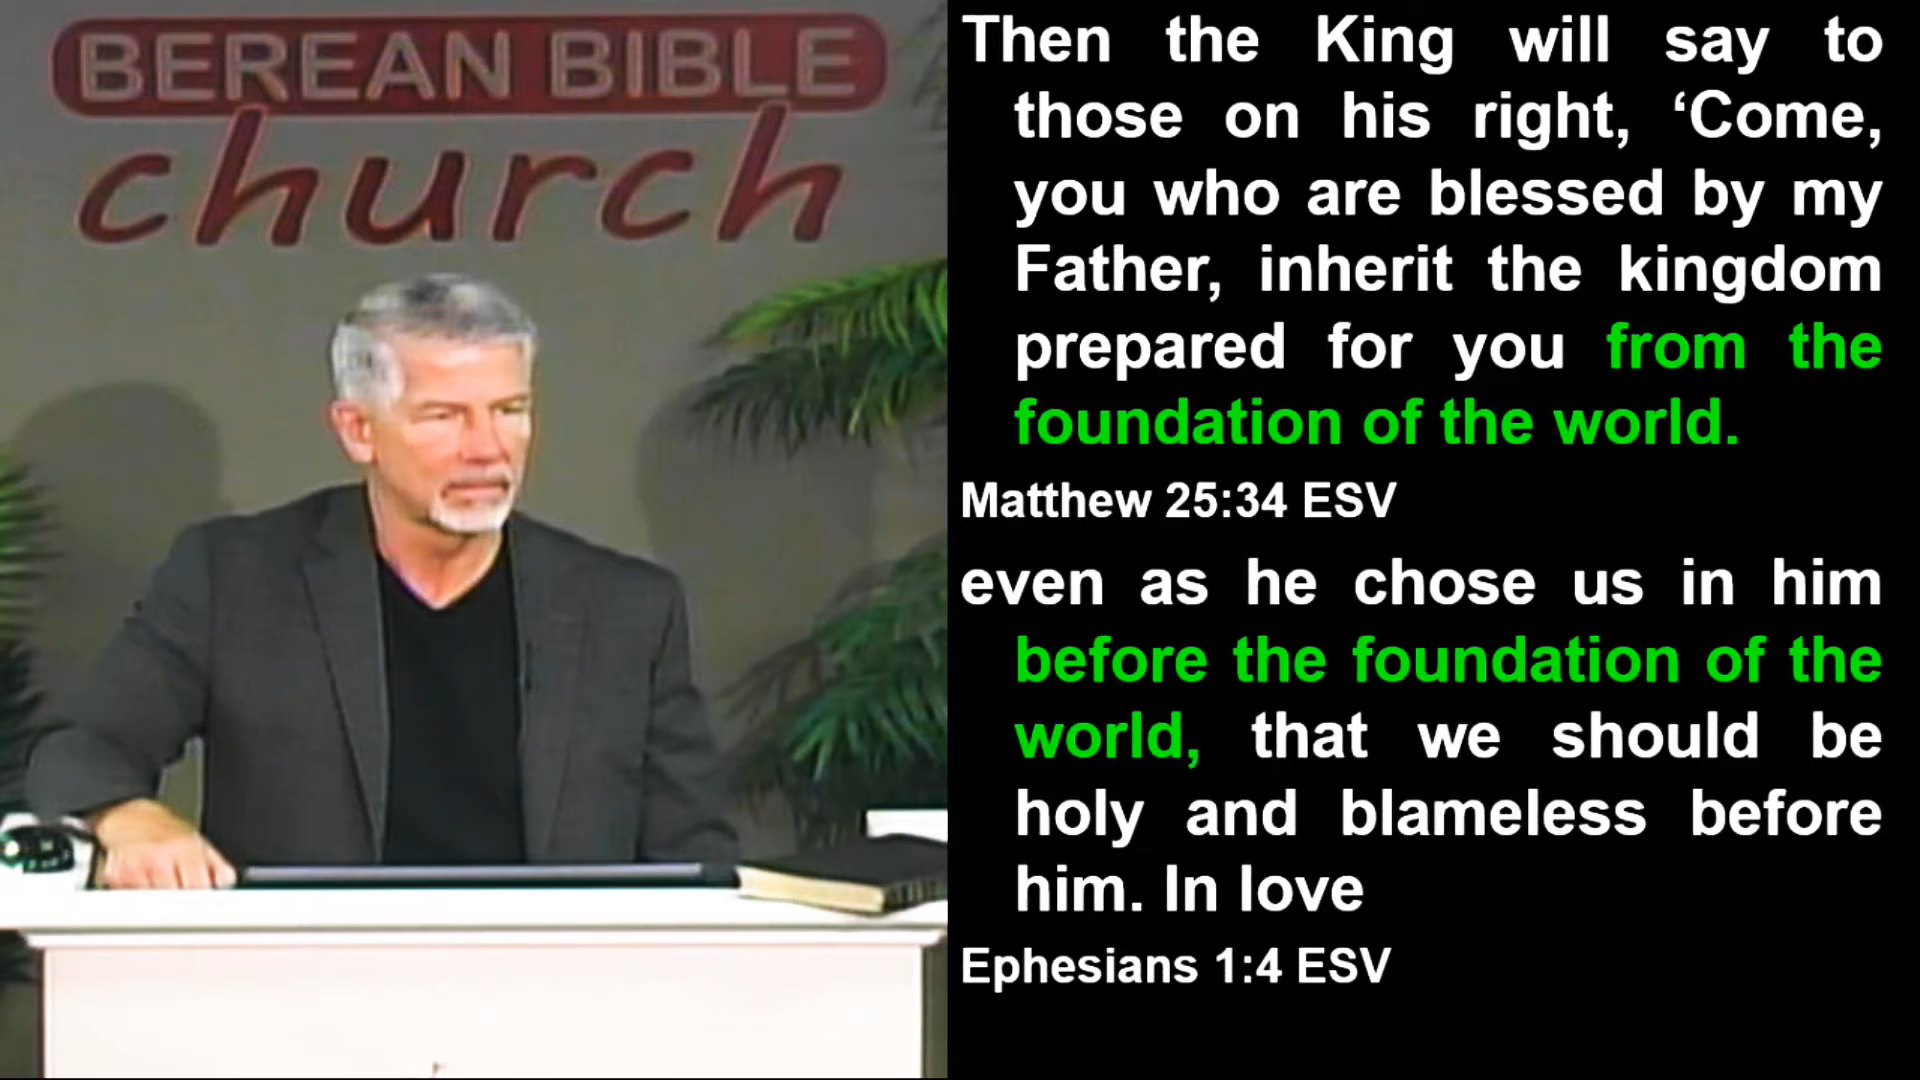 BEREAN BIBLE
church
Then the King will say to
those on his right, ‘Come,
you who are blessed by my
Father, inherit the kingdom
prepared for you from the
foundation of the world.
Matthew 25:34 ESV
even as he chose us in him
before the foundation of the
world, that we should be
holy and blameless before
him. In love
Ephesians 1:4 ESV